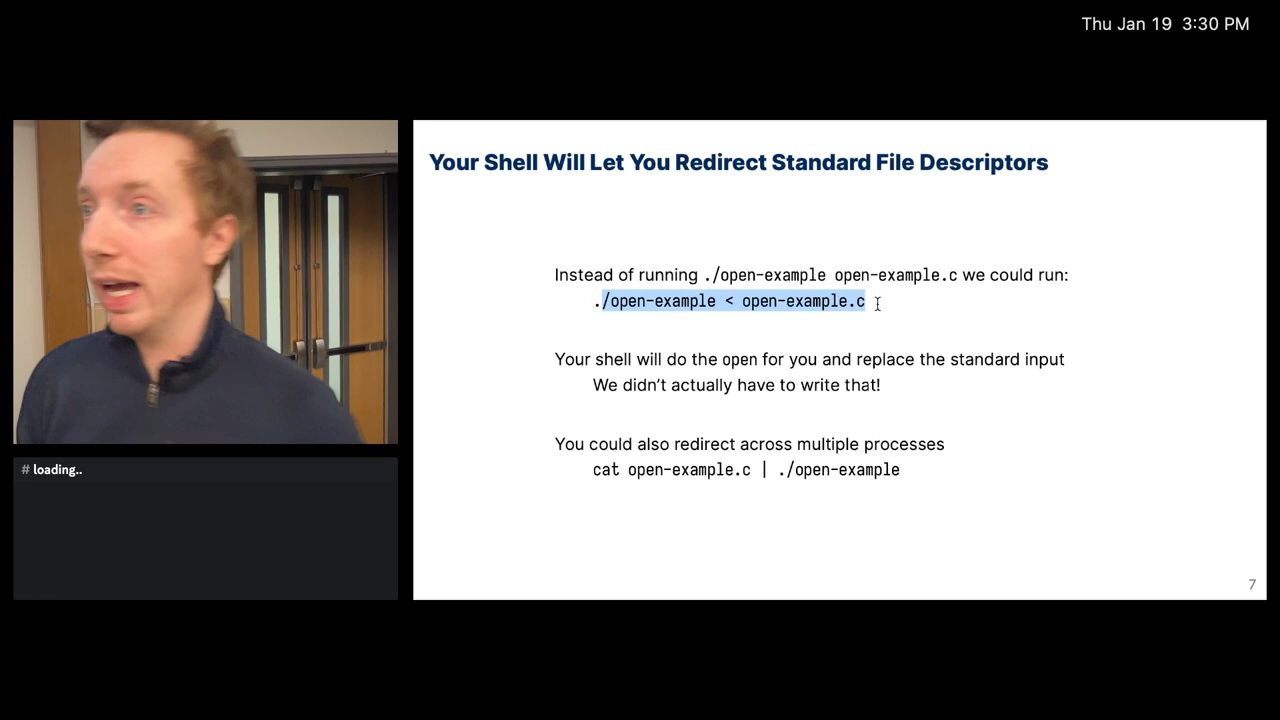 Thu Jan 19 3:30 PM
Your Shell Will Let You Redirect Standard File Descriptors
Instead of running ./open-example open-example.c we could run:
./open-example < open-example.c
Your shell will do the open for you and replace the standard input
We didn’t actually have to write that!
You could also redirect across multiple processes
cat open-example.c | ./open-example
7
# loading..